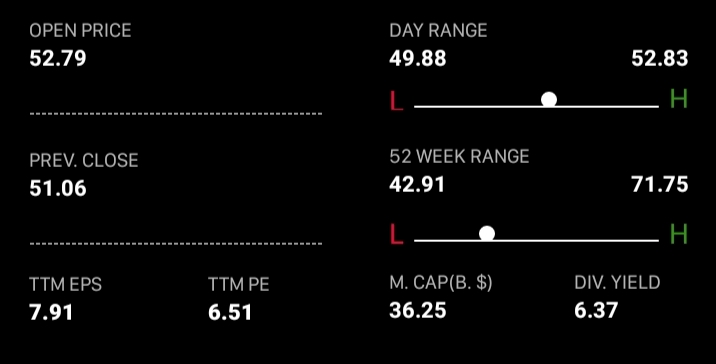 OPEN PRICE
52.79
DAY RANGE
49.88 52.83
L H
PREV. CLOSE
51.06
52 WEEK RANGE
42.91 71.75
L H
TTM EPS TTM PE
7.91 6.51
M. CAP(B. $) DIV. YIELD
36.25 6.37